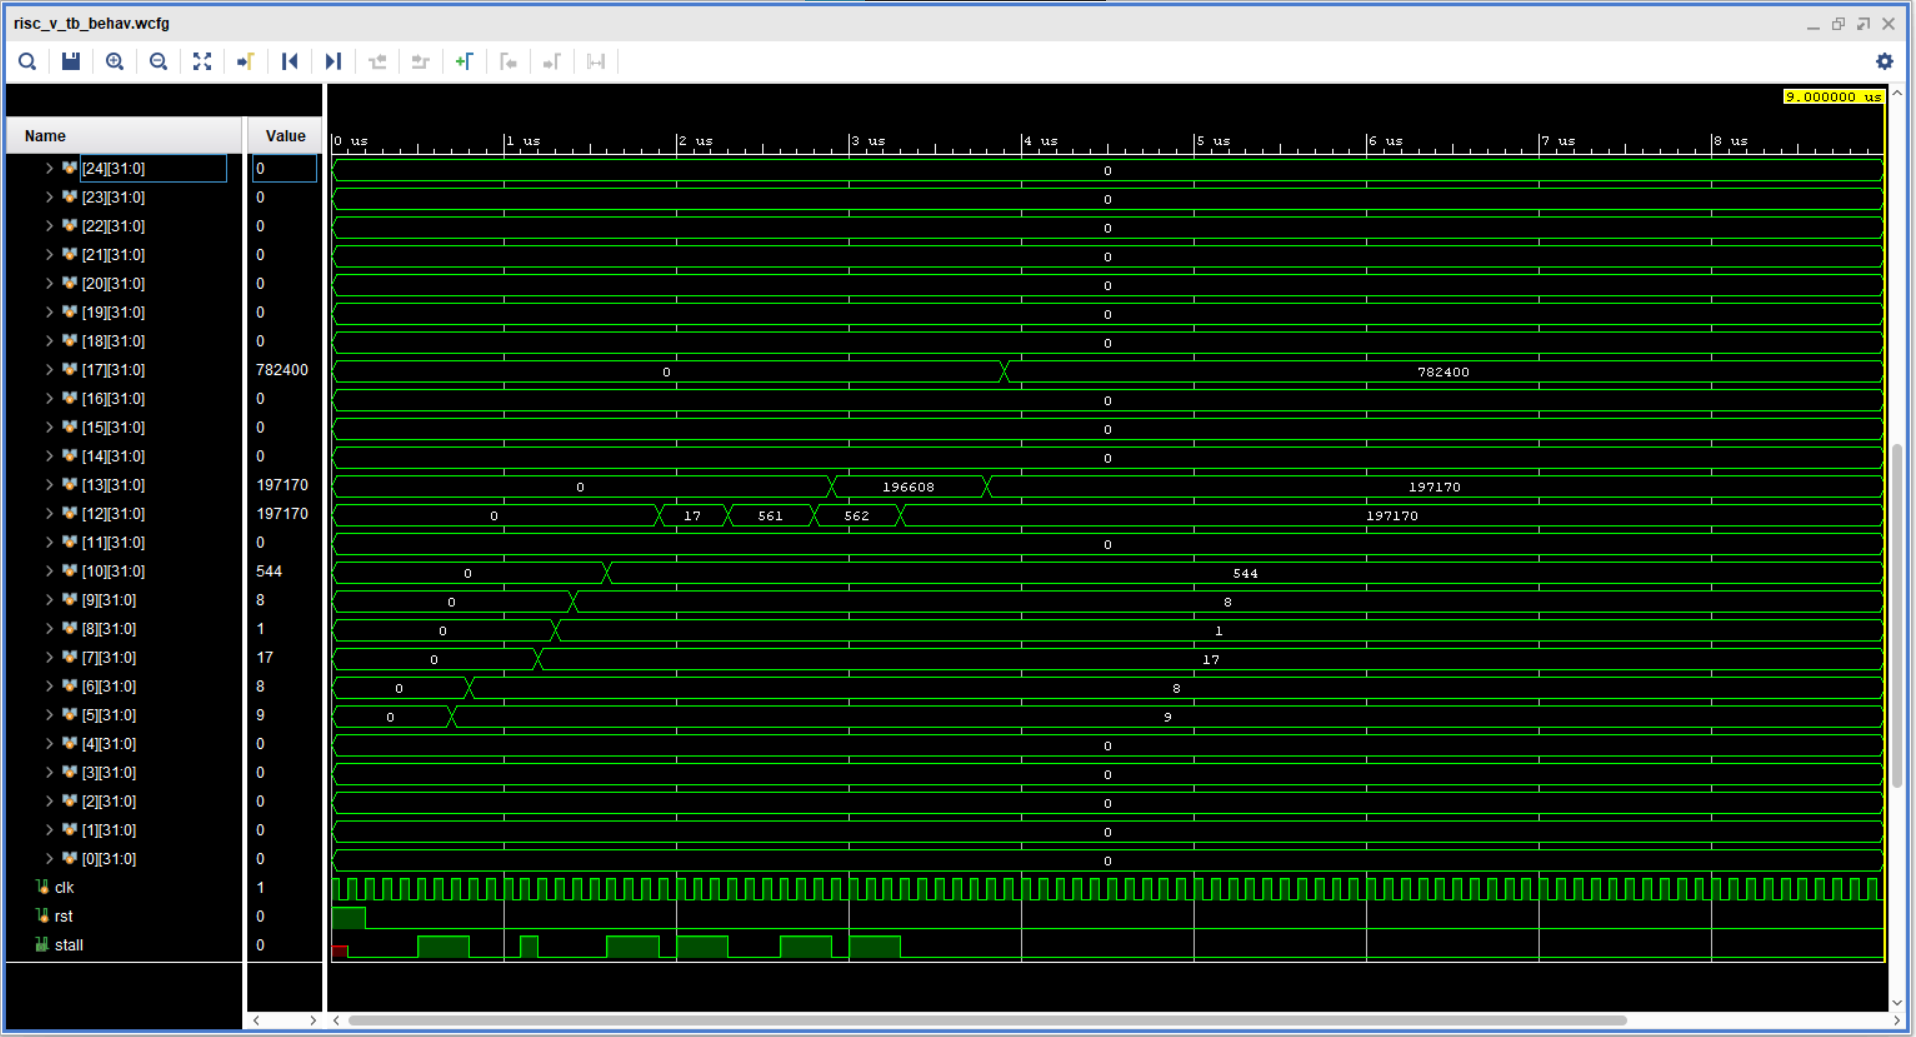 risc_v_tb_behav.wcfg
9.000000 us
Name Value 0 us 1 us 2 us 3 us 4 us 5 us 6 us 7 us 8 us
[24][31:0] 0 0
[23][31:0] 0 0
[22][31:0] 0 0
[21][31:0] 0 0
[20][31:0] 0 0
[19][31:0] 0 0
[18][31:0] 0 0
[17][31:0] 782400 0 782400
[16][31:0] 0 0
[15][31:0] 0 0
[14][31:0] 0 0
[13][31:0] 197170 0 196608 197170
[12][31:0] 197170 0 17 561 562 197170
[11][31:0] 0 0
[10][31:0] 544 0 544
[9][31:0] 8 0 8
[8][31:0] 1 0 1
[7][31:0] 17 0 17
[6][31:0] 8 0 8
[5][31:0] 9 0 9
[4][31:0] 0 0
[3][31:0] 0 0
[2][31:0] 0 0
[1][31:0] 0 0
[0][31:0] 0 0
clk 1
rst 0
stall 0